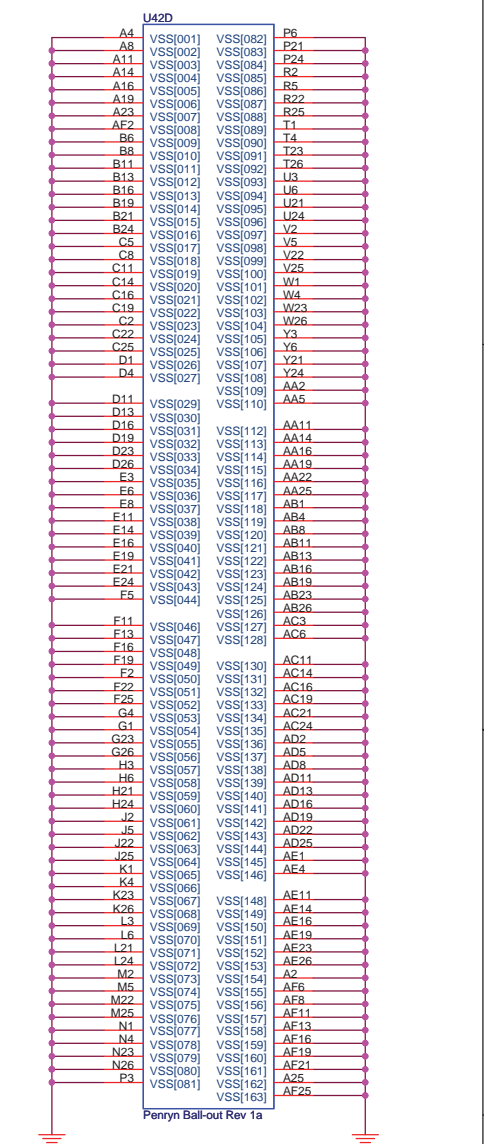 U42D
A4 VSS[001] VSS[082] P6
A8 VSS[002] VSS[083] P21
A11 VSS[003] VSS[084] P24
A14 VSS[004] VSS[085] R2
A16 VSS[005] VSS[086] R5
A19 VSS[006] VSS[087] R22
A23 VSS[007] VSS[088] R25
AF2 VSS[008] VSS[089] T1
B6 VSS[009] VSS[090] T4
B8 VSS[010] VSS[091] T23
B11 VSS[011] VSS[092] T26
B13 VSS[012] VSS[093] U3
B16 VSS[013] VSS[094] U6
B19 VSS[014] VSS[095] U21
B21 VSS[015] VSS[096] U24
B24 VSS[016] VSS[097] V2
C5 VSS[017] VSS[098] V5
C8 VSS[018] VSS[099] V22
C11 VSS[019] VSS[100] V25
C14 VSS[020] VSS[101] W1
C16 VSS[021] VSS[102] W4
C19 VSS[022] VSS[103] W23
C2 VSS[023] VSS[104] W26
C22 VSS[024] VSS[105] Y3
C25 VSS[025] VSS[106] Y6
D1 VSS[026] VSS[107] Y21
D4 VSS[027] VSS[108] Y24
VSS[109] AA2
D11 VSS[029] VSS[110] AA5
D13 VSS[030]
D16 VSS[031] VSS[112] AA11
D19 VSS[032] VSS[113] AA14
D23 VSS[033] VSS[114] AA16
D26 VSS[034] VSS[115] AA19
E3 VSS[035] VSS[116] AA22
E6 VSS[036] VSS[117] AA25
E8 VSS[037] VSS[118] AB1
E11 VSS[038] VSS[119] AB4
E14 VSS[039] VSS[120] AB8
E16 VSS[040] VSS[121] AB11
E19 VSS[041] VSS[122] AB13
E21 VSS[042] VSS[123] AB16
E24 VSS[043] VSS[124] AB19
F5 VSS[044] VSS[125] AB23
VSS[126] AB26
F11 VSS[046] VSS[127] AC3
F13 VSS[047] VSS[128] AC6
F16 VSS[048]
F19 VSS[049] VSS[130] AC11
F2 VSS[050] VSS[131] AC14
F22 VSS[051] VSS[132] AC16
F25 VSS[052] VSS[133] AC19
G4 VSS[053] VSS[134] AC21
G1 VSS[054] VSS[135] AC24
G23 VSS[055] VSS[136] AD2
G26 VSS[056] VSS[137] AD5
H3 VSS[057] VSS[138] AD8
H6 VSS[058] VSS[139] AD11
H21 VSS[059] VSS[140] AD13
H24 VSS[060] VSS[141] AD16
J2 VSS[061] VSS[142] AD19
J5 VSS[062] VSS[143] AD22
J22 VSS[063] VSS[144] AD25
J25 VSS[064] VSS[145] AE1
K1 VSS[065] VSS[146] AE4
K4 VSS[066]
K23 VSS[067] VSS[148] AE11
K26 VSS[068] VSS[149] AE14
L3 VSS[069] VSS[150] AE16
L6 VSS[070] VSS[151] AE19
L21 VSS[071] VSS[152] AE23
L24 VSS[072] VSS[153] AE26
M2 VSS[073] VSS[154] A2
M5 VSS[074] VSS[155] AF6
M22 VSS[075] VSS[156] AF8
M25 VSS[076] VSS[157] AF11
N1 VSS[077] VSS[158] AF13
N4 VSS[078] VSS[159] AF16
N23 VSS[079] VSS[160] AF19
N26 VSS[080] VSS[161] AF21
P3 VSS[081] VSS[162] A25
VSS[163] AF25
Penryn Ball-out Rev 1a